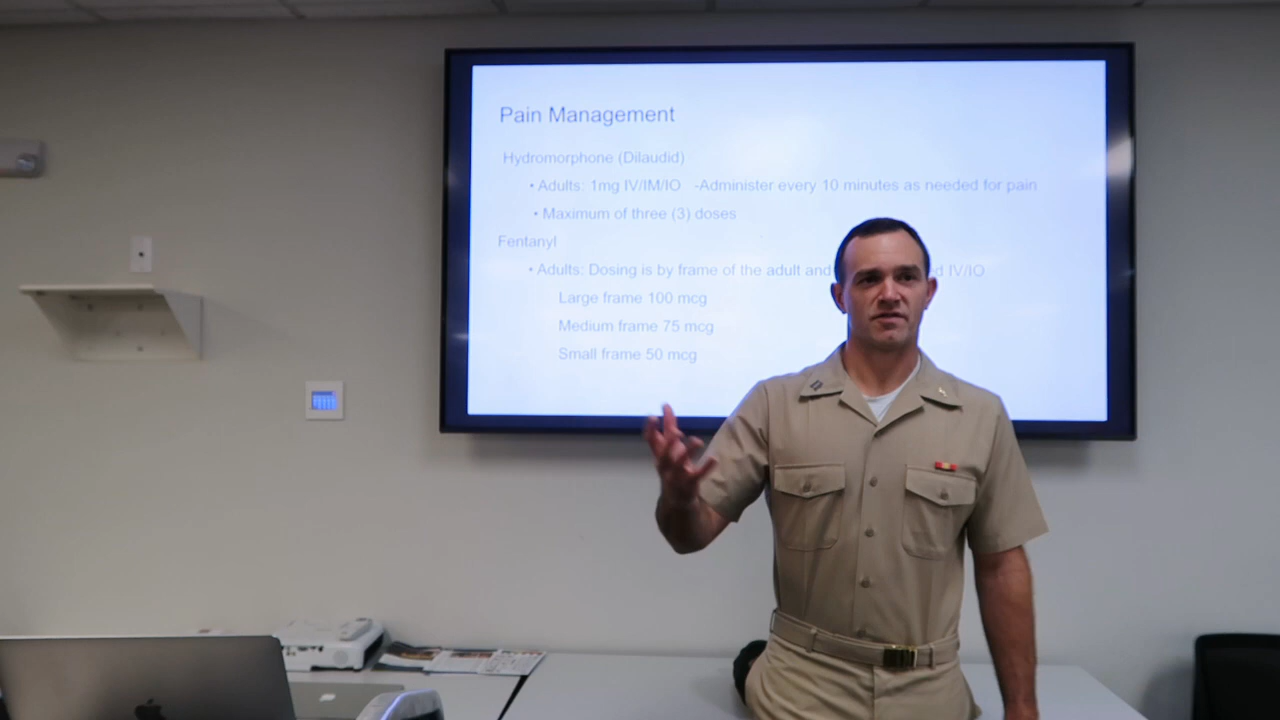 Pain Management
Hydromorphone (Dilaudid)
• Adults: 1mg IV/IM/IO -Administer every 10 minutes as needed for pain
• Maximum of three (3) doses
Fentanyl
• Adults: Dosing is by frame of the adult and ed IV/IO
Large frame 100 mcg
Medium frame 75 mcg
Small frame 50 mcg